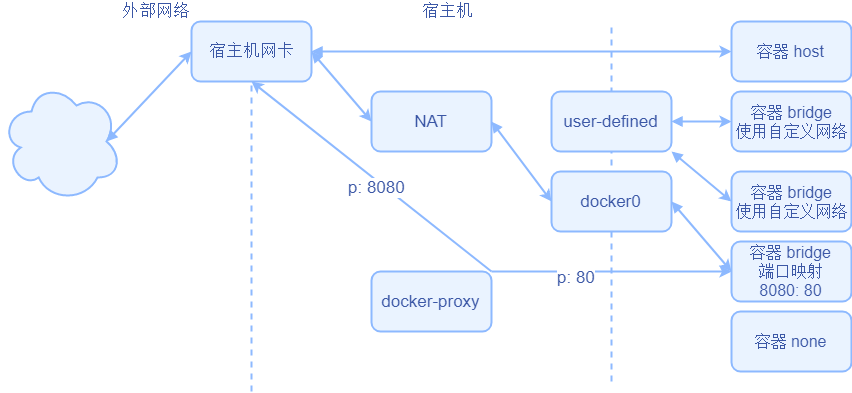 外部网络
宿主机
宿主机网卡
容器 host
NAT
user-defined
容器 bridge
使用自定义网络
p: 8080
docker0
容器 bridge
使用自定义网络
容器 bridge
端口映射
8080: 80
p: 80
docker-proxy
容器 none